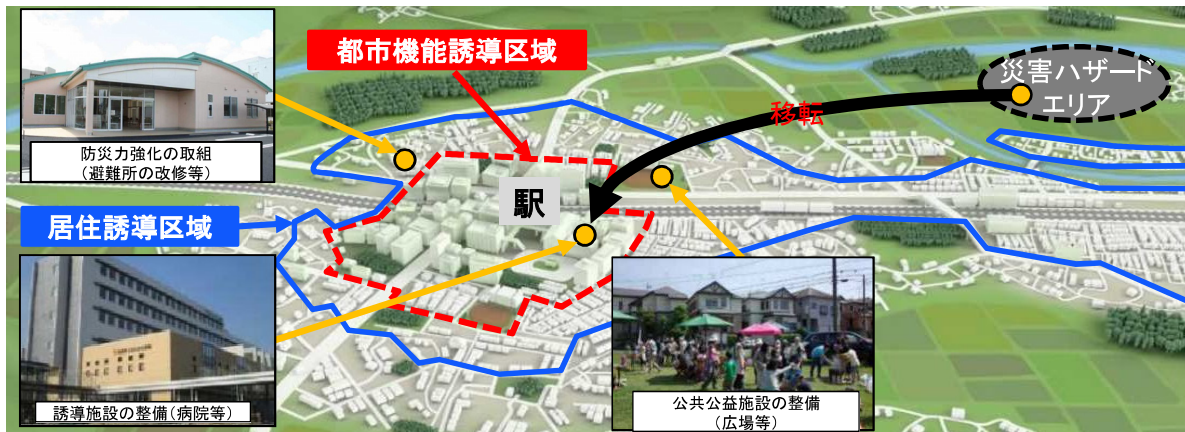 都市機能誘導区域
災害ハザード
エリア
移転
防災力強化の取組
(避難所の改修等)
駅
居住誘導区域
誘導施設の整備(病院等)
公共公益施設の整備
(広場等)